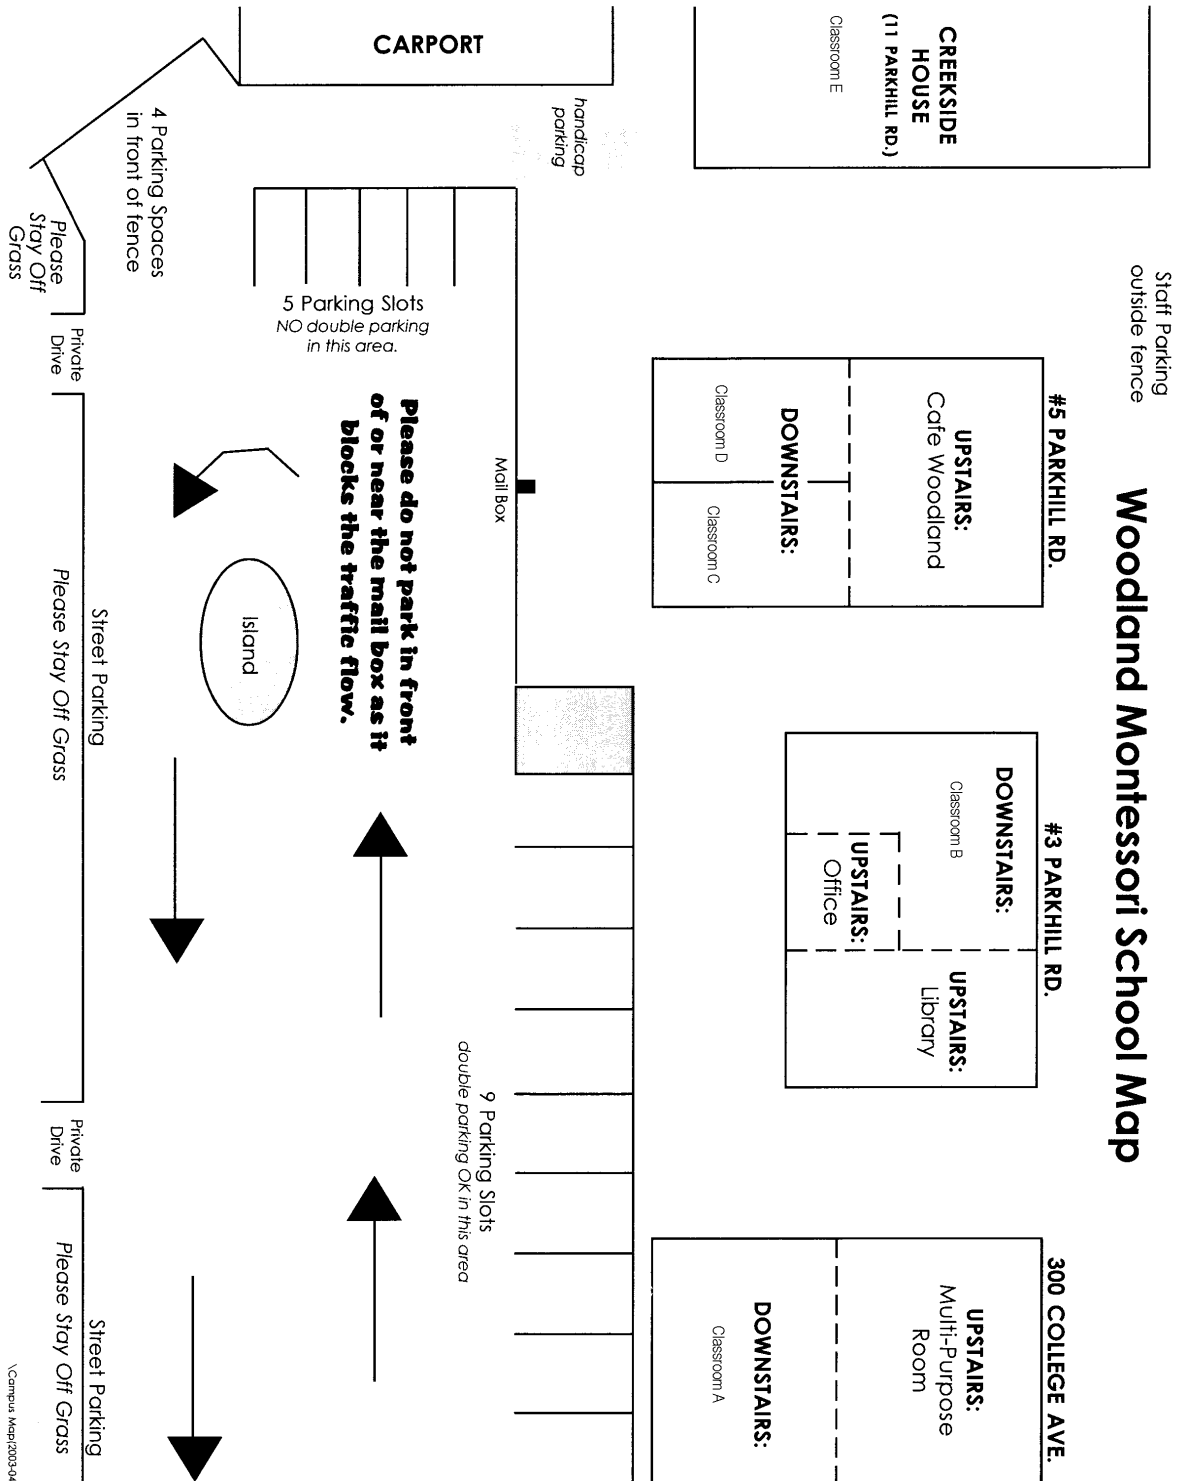 Woodland Montessori School Map
Staff Parking
outside fence
CREEKSIDE
HOUSE
(11 PARKHILL RD.)
Classroom E
#5 PARKHILL RD.
UPSTAIRS:
Cafe Woodland
DOWNSTAIRS:
Classroom D
Classroom C
#3 PARKHILL RD.
DOWNSTAIRS:
Classroom B
UPSTAIRS:
Office
UPSTAIRS:
Library
300 COLLEGE AVE.
UPSTAIRS:
Multi-Purpose
Room
DOWNSTAIRS:
Classroom A
CARPORT
handicap
parking
4 Parking Spaces
in front of fence
5 Parking Slots
NO double parking
in this area.
Mail Box
Please do not park in front
of or near the mail box as it
blocks the traffic flow.
Island
9 Parking Slots
double parking OK in this area
Please
Stay Off
Grass
Private
Drive
Street Parking
Please Stay Off Grass
Private
Drive
Street Parking
Please Stay Off Grass
\Campus Map(2003-04